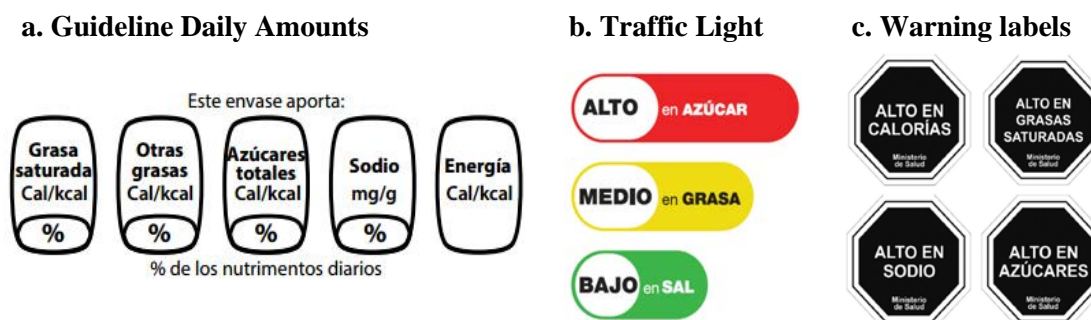 a. Guideline Daily Amounts
Este envase aporta:
Grasa
saturada
Cal/kcal
%
Otras
grasas
Cal/kcal
%
Azúcares
totales
Cal/kcal
%
Sodio
mg/g
%
Energía
Cal/kcal
% de los nutrimentos diarios
b. Traffic Light
ALTO en AZÚCAR
MEDIO en GRASA
BAJO en SAL
c. Warning labels
ALTO EN
CALORÍAS
Ministerio
de Salud
ALTO EN
GRASAS
SATURADAS
Ministerio
de Salud
ALTO EN
SODIO
Ministerio
de Salud
ALTO EN
AZÚCARES
Ministerio
de Salud